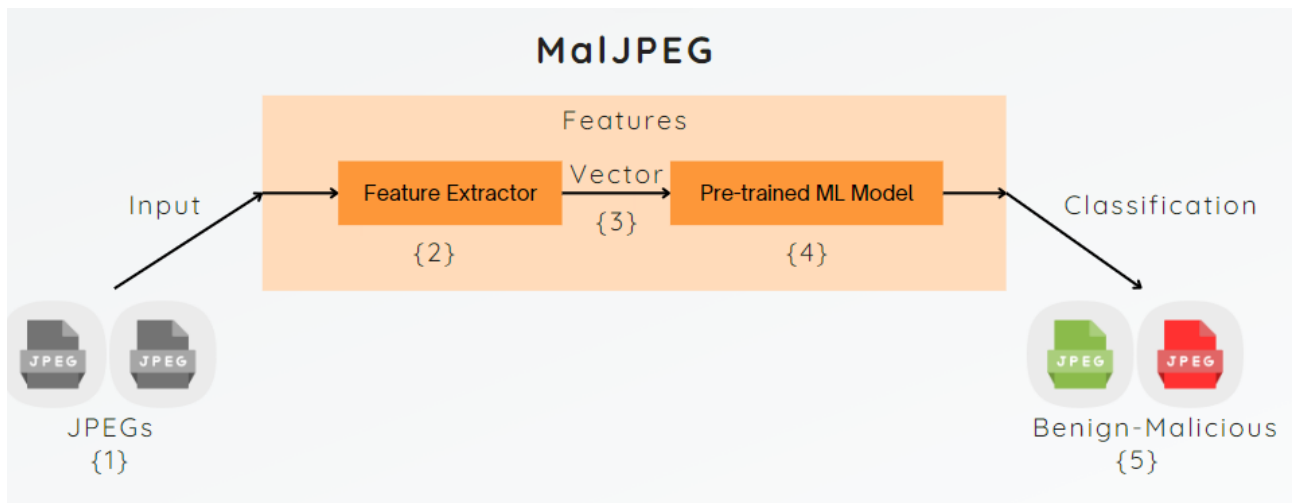 MalJPEG
Features
Input
Feature Extractor
{2}
Vector
{3}
Pre-trained ML Model
{4}
Classification
JPEG
JPEG
JPEGs
{1}
JPEG
JPEG
Benign-Malicious
{5}